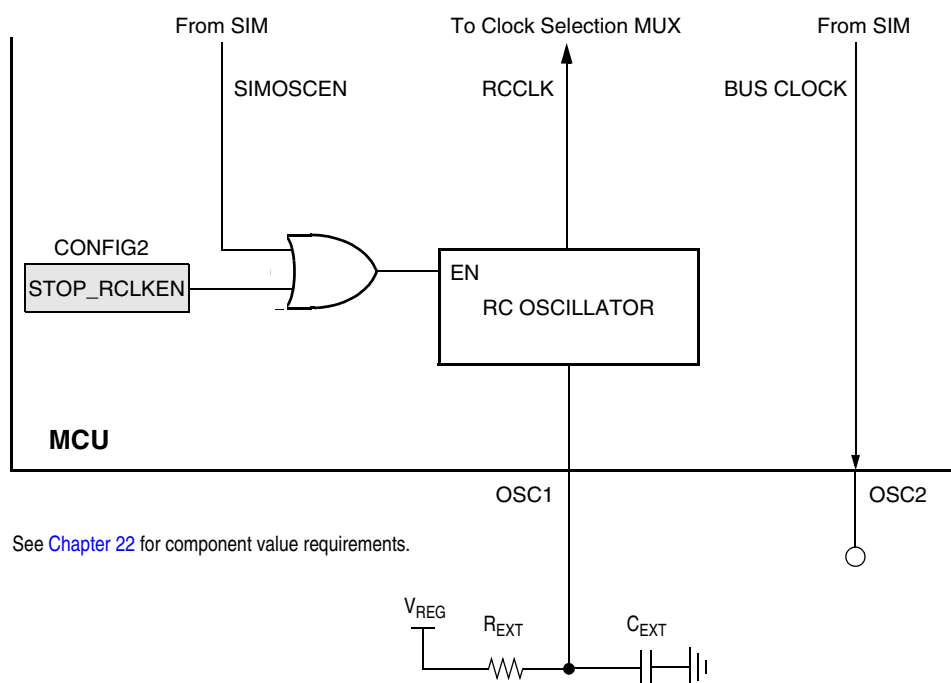 From SIM
To Clock Selection MUX
From SIM
SIMOSCEN
RCCLK
BUS CLOCK
CONFIG2
STOP_RCLKEN
EN
RC OSCILLATOR
MCU
OSC1
OSC2
See Chapter 22 for component value requirements.
VREG
REXT
CEXT